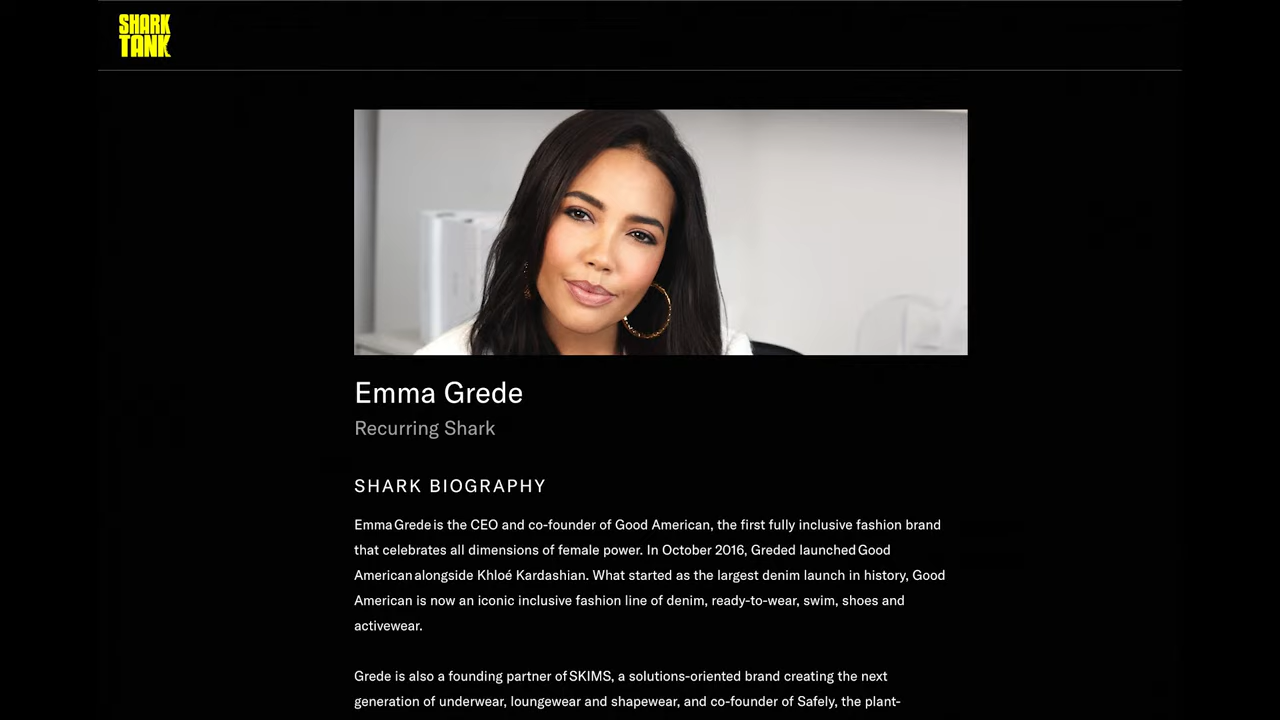 SHARK
TANK
Emma Grede
Recurring Shark
SHARK BIOGRAPHY
Emma Grede is the CEO and co-founder of Good American, the first fully inclusive fashion brand
that celebrates all dimensions of female power. In October 2016, Greded launched Good
American alongside Khloé Kardashian. What started as the largest denim launch in history, Good
American is now an iconic inclusive fashion line of denim, ready-to-wear, swim, shoes and
activewear.
Grede is also a founding partner of SKIMS, a solutions-oriented brand creating the next
generation of underwear, loungewear and shapewear, and co-founder of Safely, the plant-